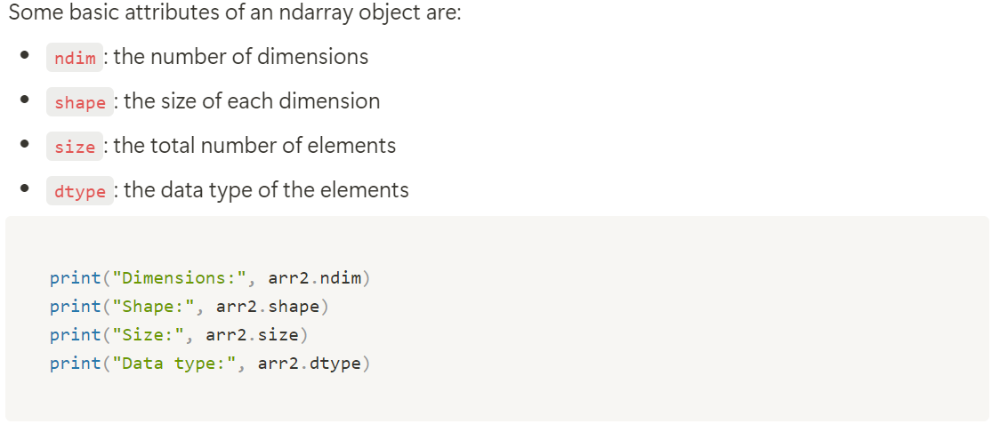 Some basic attributes of an ndarray object are:
• ndim: the number of dimensions
• shape: the size of each dimension
• size: the total number of elements
• dtype: the data type of the elements
print("Dimensions:", arr2.ndim)
print("Shape:", arr2.shape)
print("Size:", arr2.size)
print("Data type:", arr2.dtype)